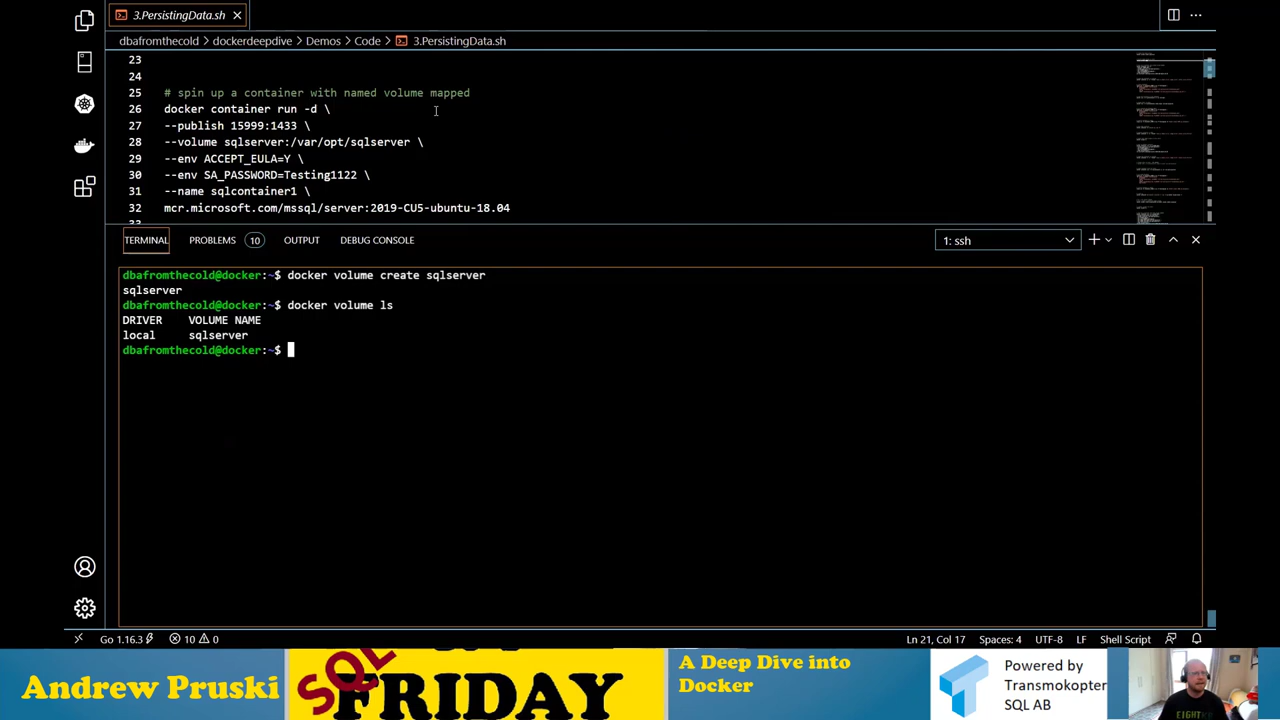 3.PersistingData.sh
dbafromthecold > dockerdeepdive > Demos > Code > 3.PersistingData.sh
23
24
25 # spin up a container with named volume mapped
26 docker container run -d \
27 --publish 15999:1433 \
28 --volume sqlserver:/var/opt/sqlserver \
29 --env ACCEPT_EULA=Y \
30 --env SA_PASSWORD=Testing1122 \
31 --name sqlcontainer1 \
32 mcr.microsoft.com/mssql/server:2019-CU5-ubuntu-18.04
TERMINAL PROBLEMS 10 OUTPUT DEBUG CONSOLE 1: ssh
dbafromthecold@docker:~$ docker volume create sqlserver
sqlserver
dbafromthecold@docker:~$ docker volume ls
DRIVER VOLUME NAME
local sqlserver
dbafromthecold@docker:~$
Go 1.16.3 10 0 Ln 21, Col 17 Spaces: 4 UTF-8 LF Shell Script
Andrew Pruski
SQL
FRIDAY
A Deep Dive into
Docker
Powered by
Transmokopter
SQL AB